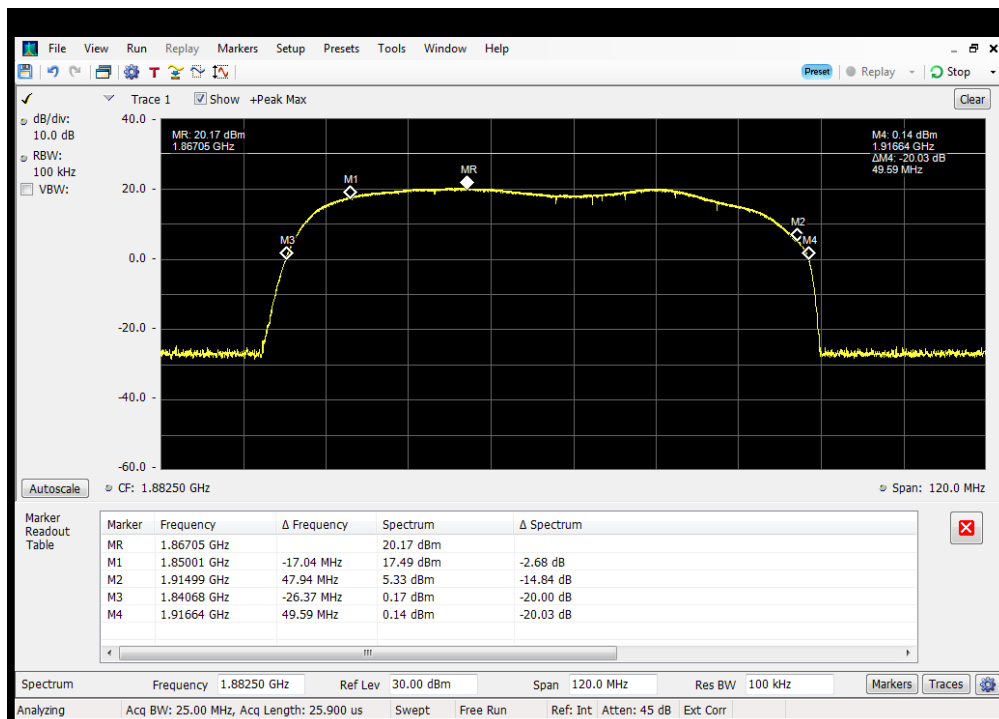 File View Run Replay Markers Setup Presets Tools Window Help
T Preset Replay Stop
Trace 1 Show +Peak Max Clear
dB/div:
10.0 dB
RBW:
100 kHz
VBW:
40.0
20.0
0.0
-20.0
-40.0
-60.0
MR: 20.17 dBm
1.86705 GHz
M4: 0.14 dBm
1.91664 GHz
ΔM4: -20.03 dB
49.59 MHz
M1
MR
M3
M2
M4
Autoscale CF: 1.88250 GHz Span: 120.0 MHz
Marker
Readout
Table
Marker Frequency Δ Frequency Spectrum Δ Spectrum
MR 1.86705 GHz 20.17 dBm
M1 1.85001 GHz -17.04 MHz 17.49 dBm -2.68 dB
M2 1.91499 GHz 47.94 MHz 5.33 dBm -14.84 dB
M3 1.84068 GHz -26.37 MHz 0.17 dBm -20.00 dB
M4 1.91664 GHz 49.59 MHz 0.14 dBm -20.03 dB
Spectrum Frequency 1.88250 GHz Ref Lev 30.00 dBm Span 120.0 MHz Res BW 100 kHz Markers Traces
Analyzing Acq BW: 25.00 MHz, Acq Length: 25.900 us Swept Free Run Ref: Int Atten: 45 dB Ext Corr